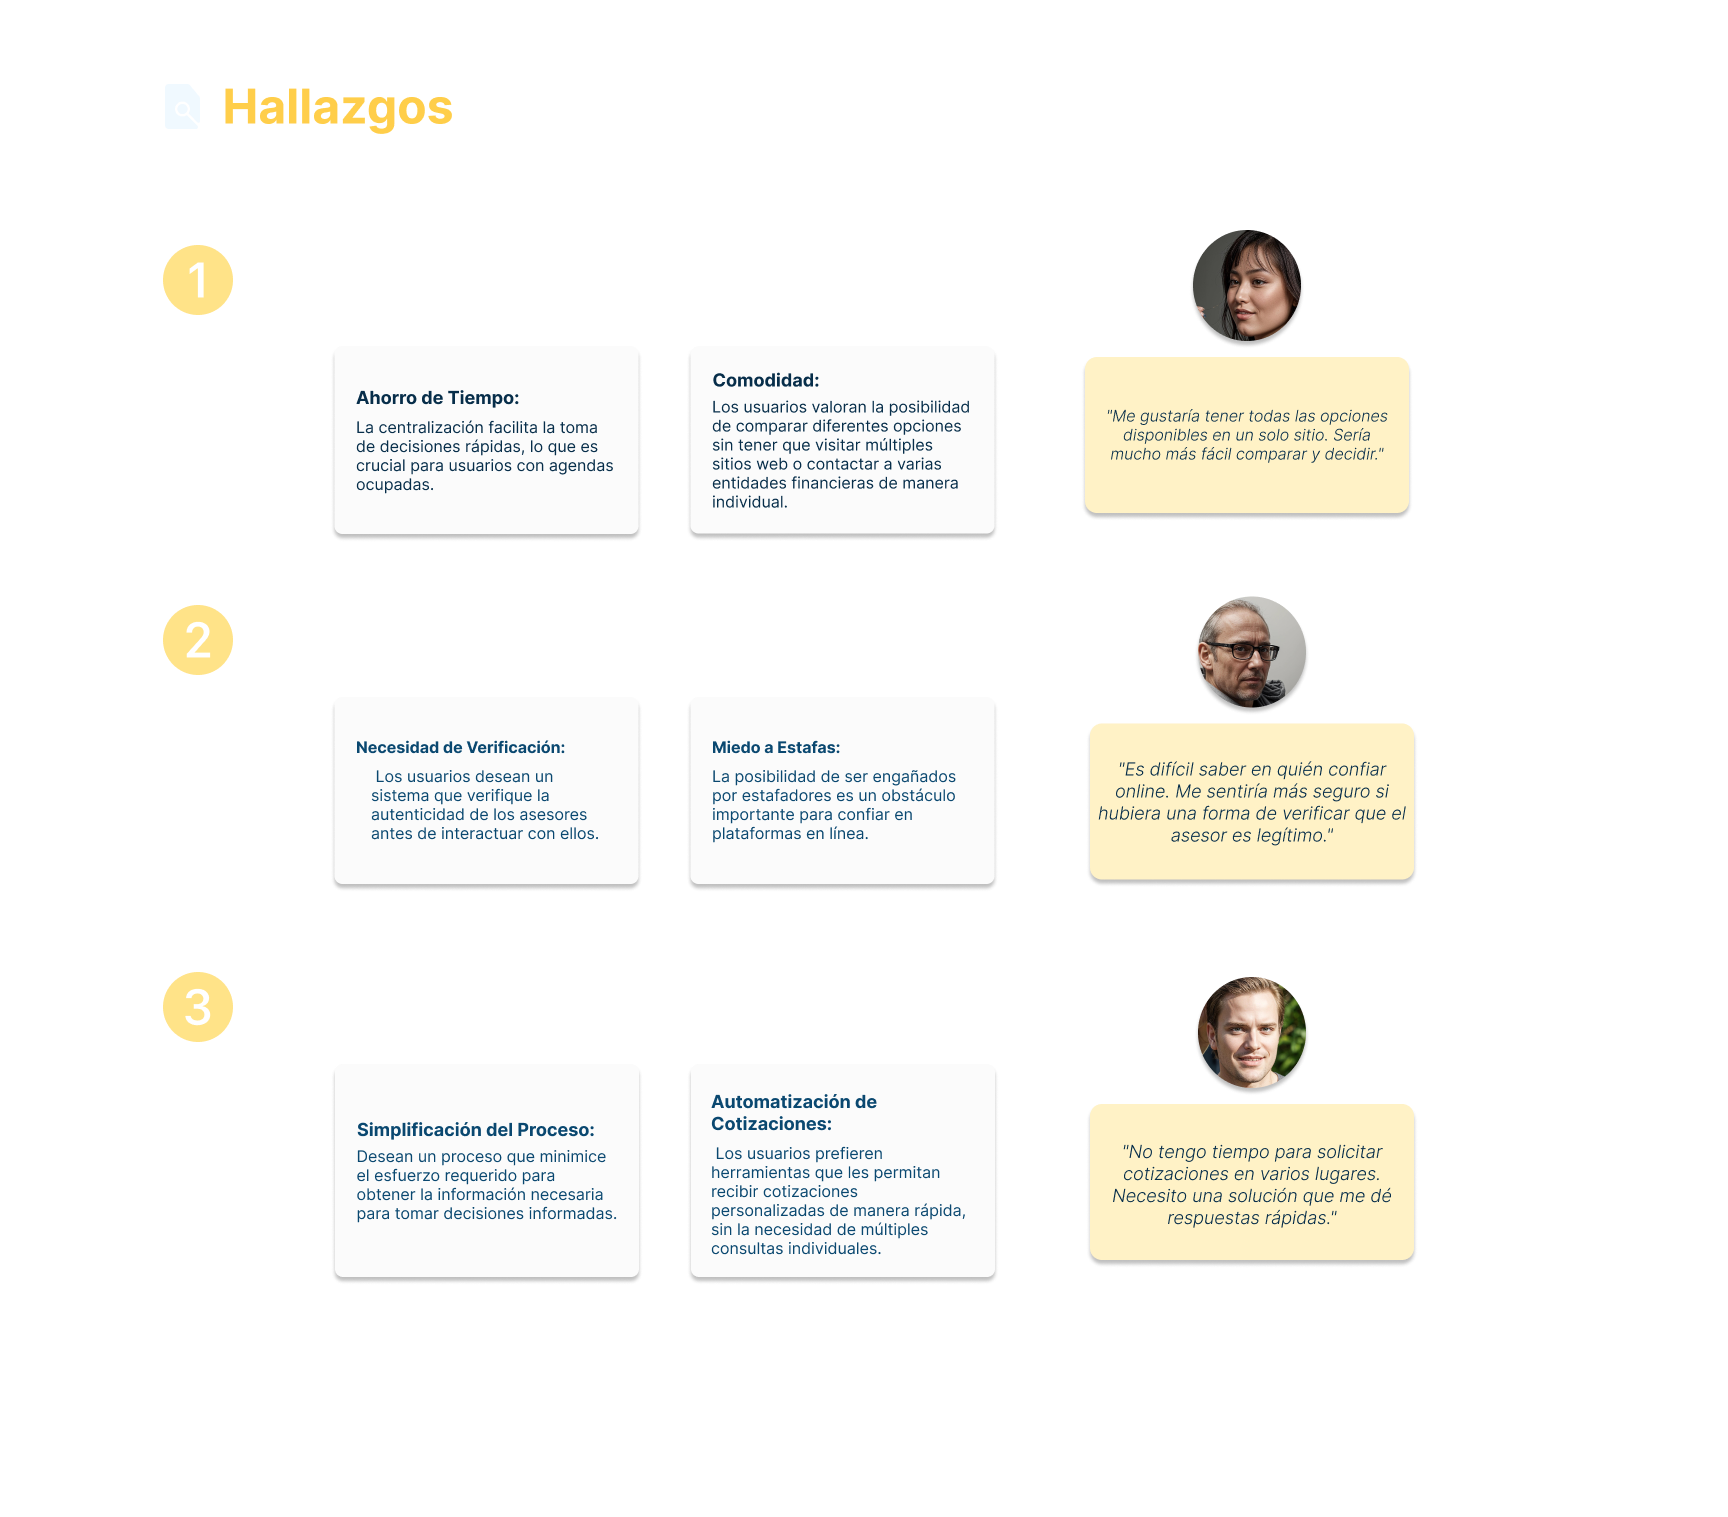 Hallazgos
1
Ahorro de Tiempo:
La centralización facilita la toma
de decisiones rápidas, lo que es
crucial para usuarios con agendas
ocupadas.
Comodidad:
Los usuarios valoran la posibilidad
de comparar diferentes opciones
sin tener que visitar múltiples
sitios web o contactar a varias
entidades financieras de manera
individual.
"Me gustaría tener todas las opciones
disponibles en un solo sitio. Sería
mucho más fácil comparar y decidir."
2
Necesidad de Verificación:
Los usuarios desean un
sistema que verifique la
autenticidad de los asesores
antes de interactuar con ellos.
Miedo a Estafas:
La posibilidad de ser engañados
por estafadores es un obstáculo
importante para confiar en
plataformas en línea.
"Es difícil saber en quién confiar
online. Me sentiría más seguro si
hubiera una forma de verificar que el
asesor es legítimo."
3
Simplificación del Proceso:
Desean un proceso que minimice
el esfuerzo requerido para
obtener la información necesaria
para tomar decisiones informadas.
Automatización de
Cotizaciones:
Los usuarios prefieren
herramientas que les permitan
recibir cotizaciones
personalizadas de manera rápida,
sin la necesidad de múltiples
consultas individuales.
"No tengo tiempo para solicitar
cotizaciones en varios lugares.
Necesito una solución que me dé
respuestas rápidas."